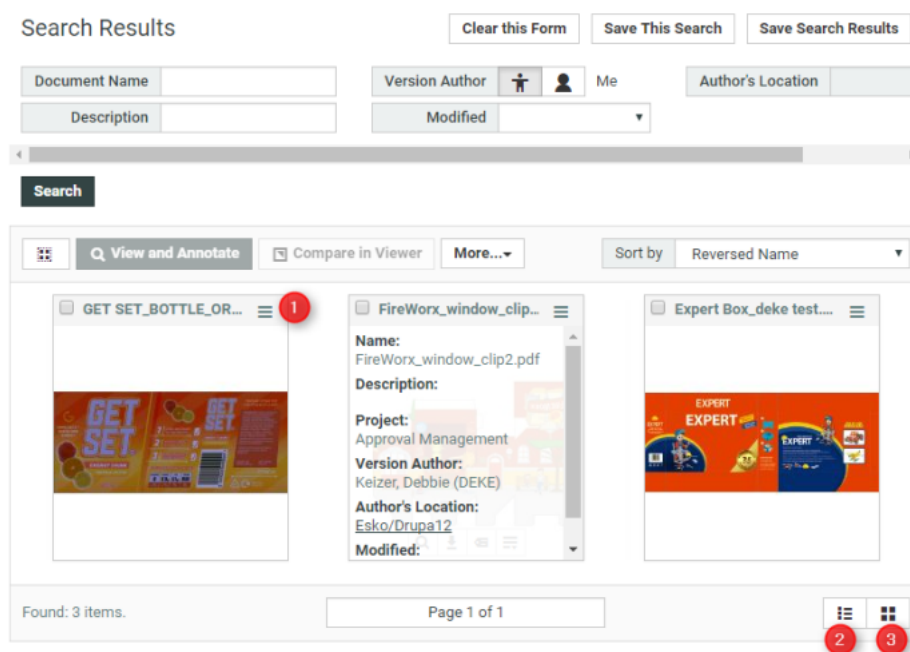 Search Results
Clear this Form
Save This Search
Save Search Results
Document Name
Version Author
Me
Author's Location
Description
Modified
Search
View and Annotate
Compare in Viewer
More...
Sort by
Reversed Name
GET SET_BOTTLE_OR...
1
FireWorx_window_clip...
Expert Box_deke test....
Name:
FireWorx_window_clip2.pdf
Description:
Project:
Approval Management
Version Author:
Keizer, Debbie (DEKE)
Author's Location:
Esko/Drupa12
Modified:
GET
SET
ENERGY DRINK
GET
SET
EXPERT
EXPERT
EXPERT
Found: 3 items.
Page 1 of 1
2
3